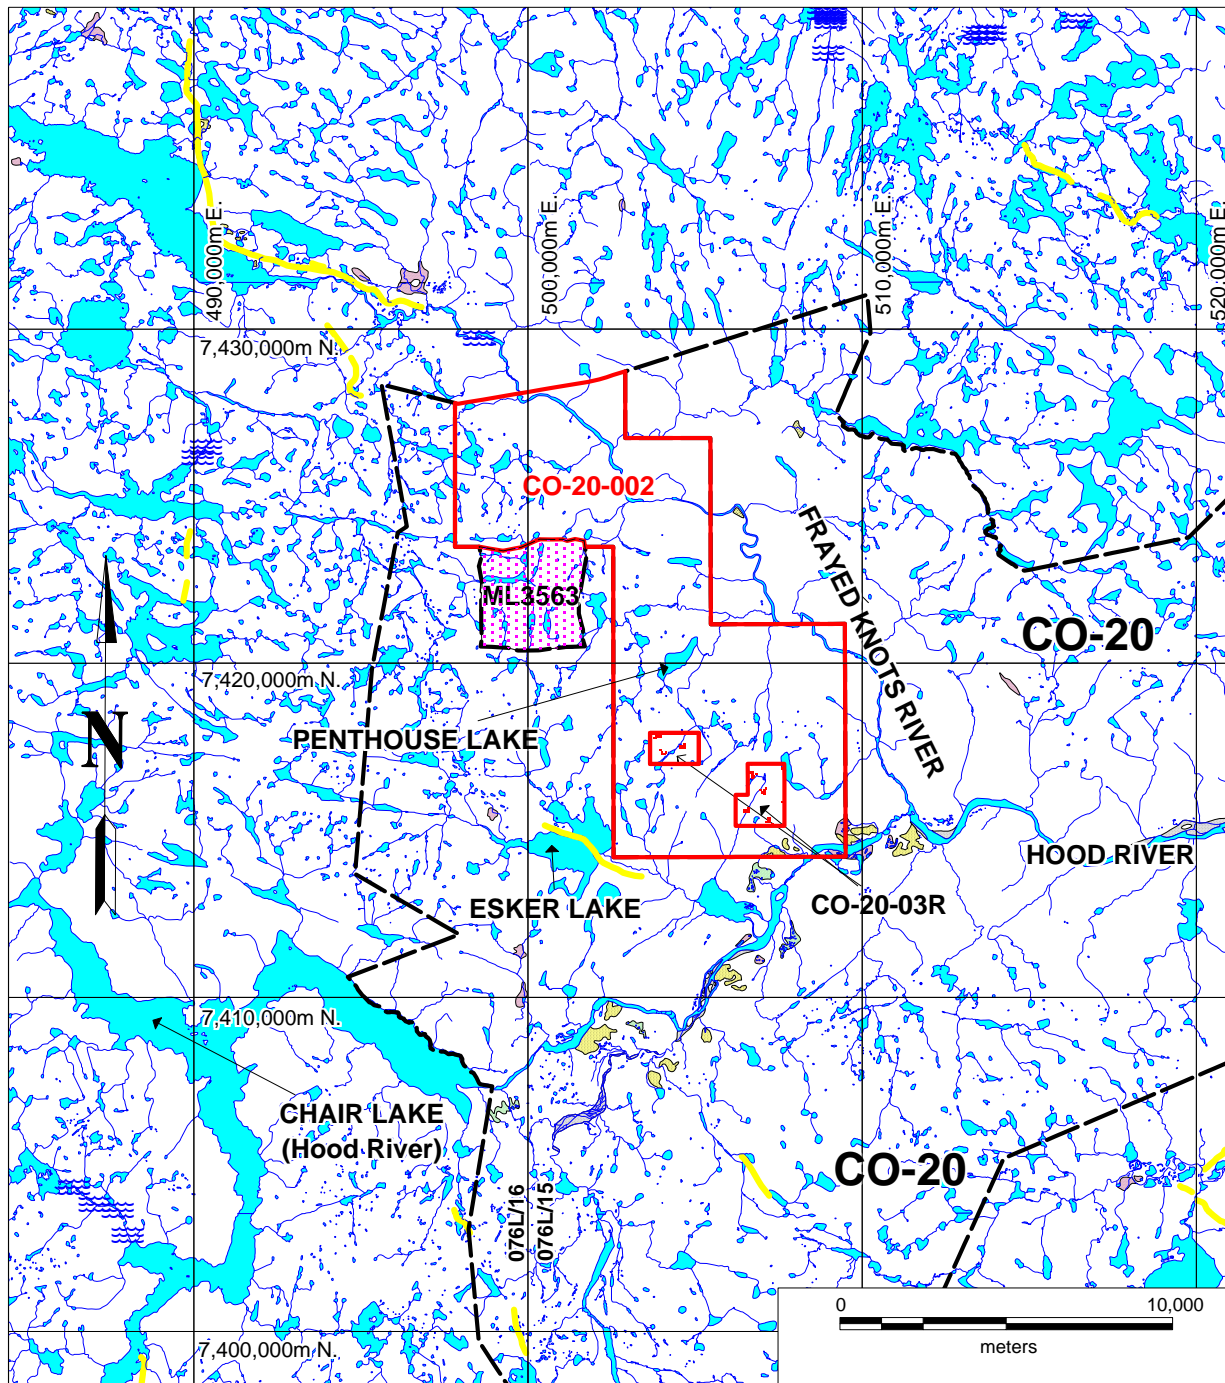 490,000m E.
500,000m E.
510,000m E.
520,000m E.
7,430,000m N.
CO-20-002
FRAYED KNOTS RIVER
ML3563
CO-20
7,420,000m N.
N
PENTHOUSE LAKE
HOOD RIVER
CO-20-03R
ESKER LAKE
7,410,000m N.
CHAIR LAKE
(Hood River)
CO-20
076L/16
076L/15
0 10,000
meters
7,400,000m N.